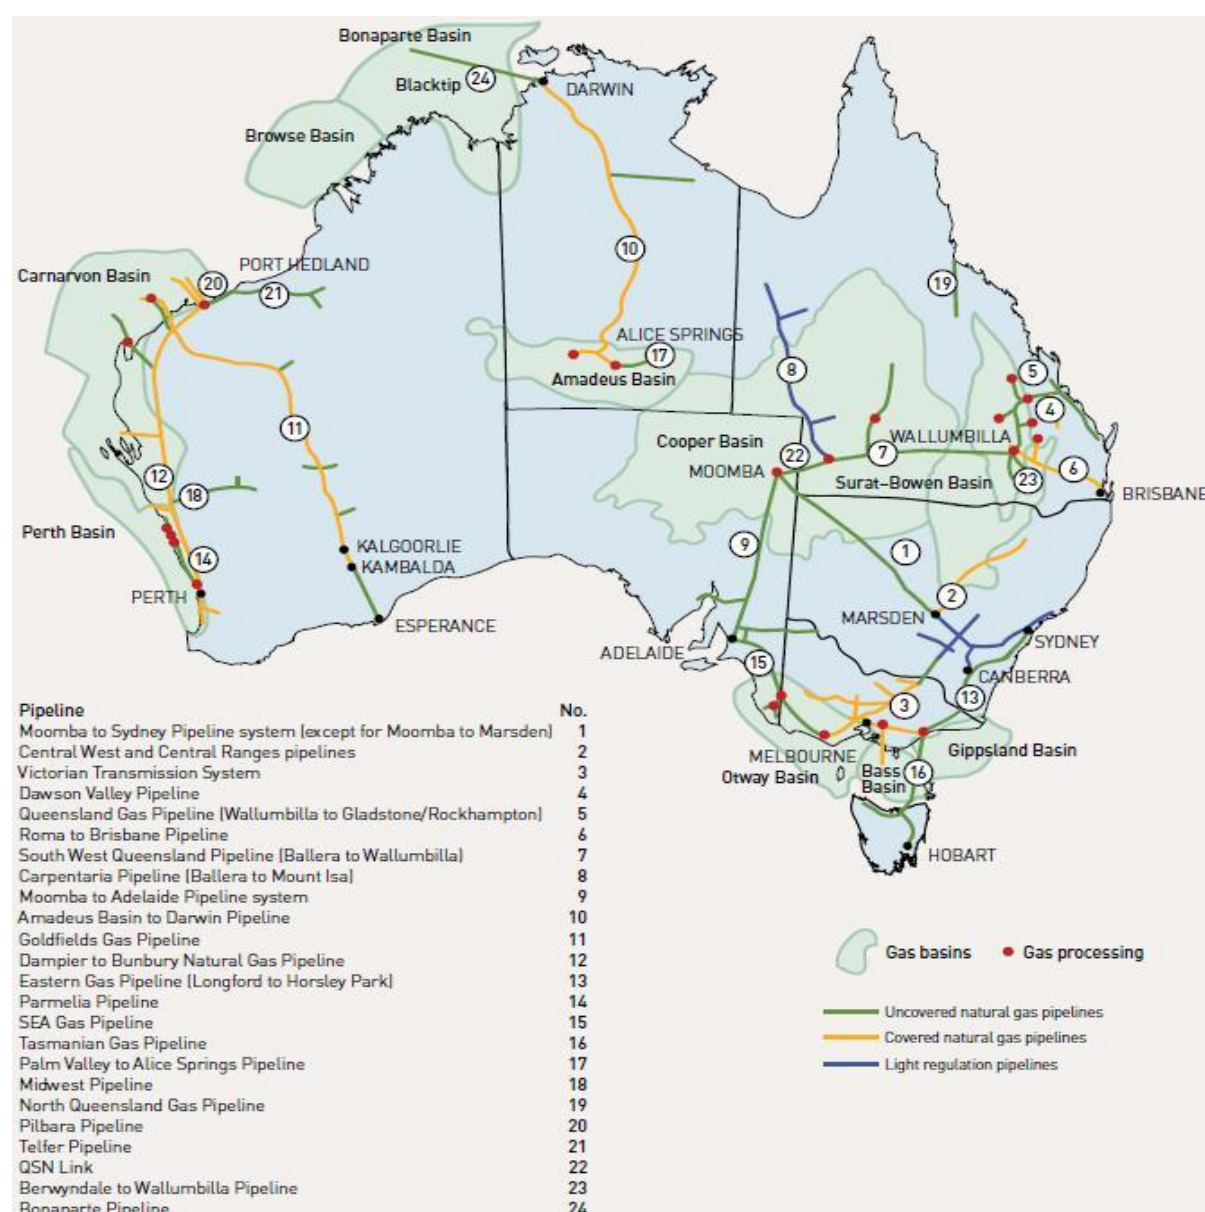 Bonaparte Basin
Blacktip
24
DARWIN
Browse Basin
10
Carnarvon Basin
PORT HEDLAND
20
21
19
ALICE SPRINGS
17
Amadeus Basin
8
5
4
11
Cooper Basin
WALLUMBILLA
22
7
MOOMBA
6
12
18
Surat-Bowen Basin
23
BRISBANE
Perth Basin
14
KALGOORLIE
KAMBALDA
9
1
PERTH
2
MARSDEN
ESPERANCE
SYDNEY
ADELAIDE
15
CANBERRA
13
3
MELBOURNE
Gippsland Basin
Otway Basin
Bass
Basin
16
HOBART
Pipeline No.
Moomba to Sydney Pipeline system (except for Moomba to Marsden) 1
Central West and Central Ranges pipelines 2
Victorian Transmission System 3
Dawson Valley Pipeline 4
Queensland Gas Pipeline (Wallumbilla to Gladstone/Rockhampton) 5
Roma to Brisbane Pipeline 6
South West Queensland Pipeline (Ballera to Wallumbilla) 7
Carpentaria Pipeline (Ballera to Mount Isa) 8
Moomba to Adelaide Pipeline system 9
Amadeus Basin to Darwin Pipeline 10
Goldfields Gas Pipeline 11
Dampier to Bunbury Natural Gas Pipeline 12
Eastern Gas Pipeline (Longford to Horsley Park) 13
Parmelia Pipeline 14
SEA Gas Pipeline 15
Tasmanian Gas Pipeline 16
Palm Valley to Alice Springs Pipeline 17
Midwest Pipeline 18
North Queensland Gas Pipeline 19
Pilbara Pipeline 20
Telfer Pipeline 21
QSN Link 22
Berwyndale to Wallumbilla Pipeline 23
Bonaparte Pipeline 24
Gas basins
Gas processing
Uncovered natural gas pipelines
Covered natural gas pipelines
Light regulation pipelines